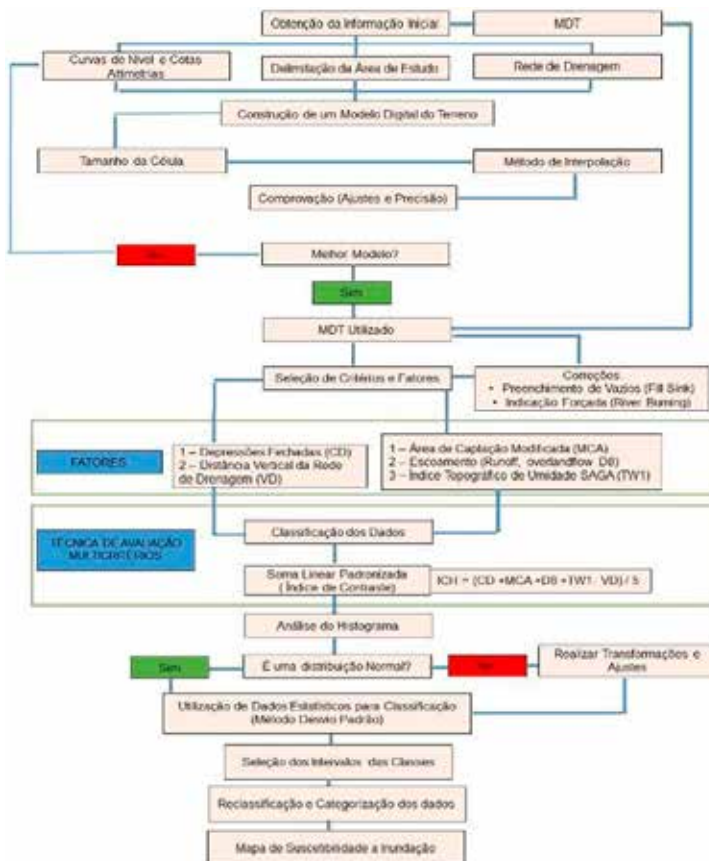 Obtenção da Informação Inicial
MDT
Curvas de Nível e Cotas
Altimetrias
Delimitação da Área de Estudo
Rede de Drenagem
Construção de um Modelo Digital do Terreno
Tamanho da Célula
Método de Interpolação
Comprovação (Ajustes e Precisão)
Melhor Modelo?
Sim
MDT Utilizado
Seleção de Critérios e Fatores
Correções
• Preenchimento de Vazios (Fill Sink)
• Indicação Forçada (River Burning)
FATORES
1 – Depressões Fechadas (CD)
2 – Distância Vertical da Rede
de Drenagem (VD)
1 – Área de Captação Modificada (MCA)
2 – Escoamento (Runoff, overlandflow D8)
3 – Índice Topográfico de Umidade SAGA (TW1)
TÉCNICA DE AVALIAÇÃO
MULTICRITÉRIOS
Classificação dos Dados
Soma Linear Padronizada
( Índice de Contraste)
ICH = (CD +MCA +D8 +TW1 VD) / 5
Análise do Histograma
Sim
É uma distribuição Normal?
Realizar Transformações e
Ajustes
Utilização de Dados Estatísticos para Classificação
(Método Desvio Padrão)
Seleção dos Intervalos das Classes
Reclassificação e Categorização dos dados
Mapa de Suscetibilidade a Inundação